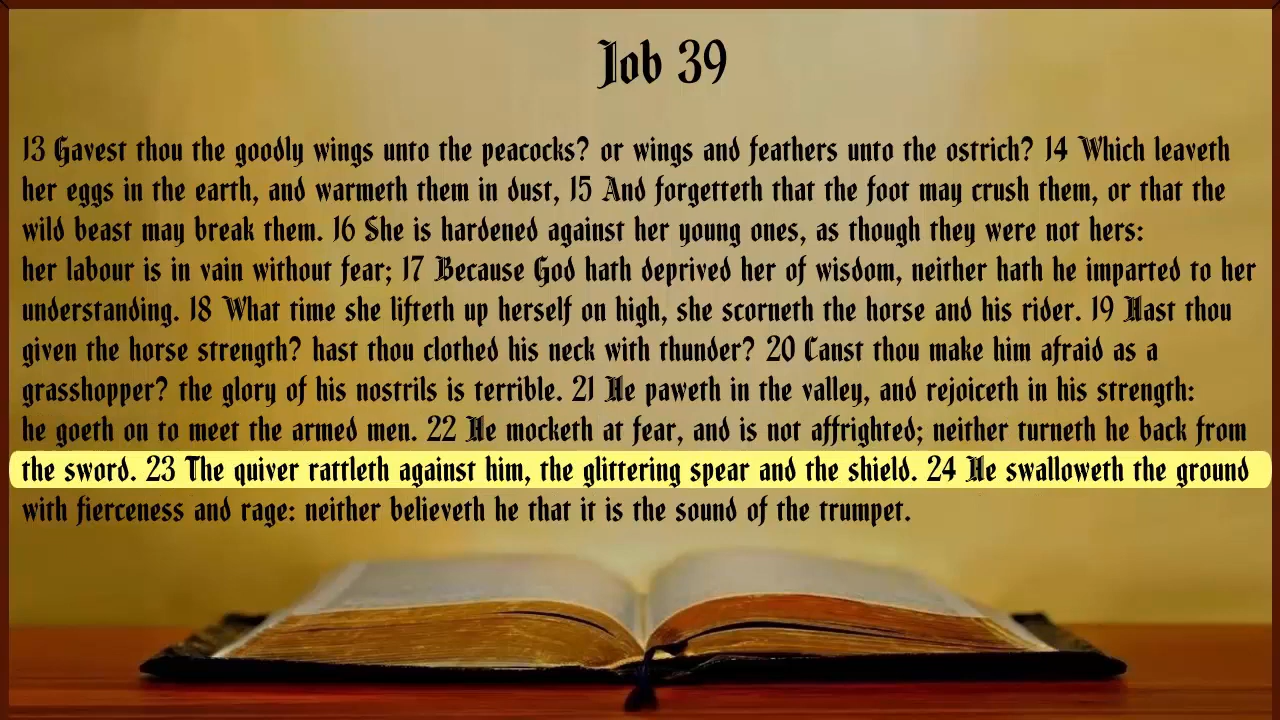 Job 39
13 Gavest thou the goodly wings unto the peacocks? or wings and feathers unto the ostrich? 14 Which leaveth
her eggs in the earth, and warmeth them in dust, 15 And forgetteth that the foot may crush them, or that the
wild beast may break them. 16 She is hardened against her young ones, as though they were not hers:
her labour is in vain without fear; 17 Because God hath deprived her of wisdom, neither hath he imparted to her
understanding. 18 What time she lifteth up herself on high, she scorneth the horse and his rider. 19 Hast thou
given the horse strength? hast thou clothed his neck with thunder? 20 Canst thou make him afraid as a
grasshopper? the glory of his nostrils is terrible. 21 He paweth in the valley, and rejoiceth in his strength:
he goeth on to meet the armed men. 22 He mocketh at fear, and is not affrighted; neither turneth he back from
the sword. 23 The quiver rattleth against him, the glittering spear and the shield. 24 He swalloweth the ground
with fierceness and rage: neither believeth he that it is the sound of the trumpet.